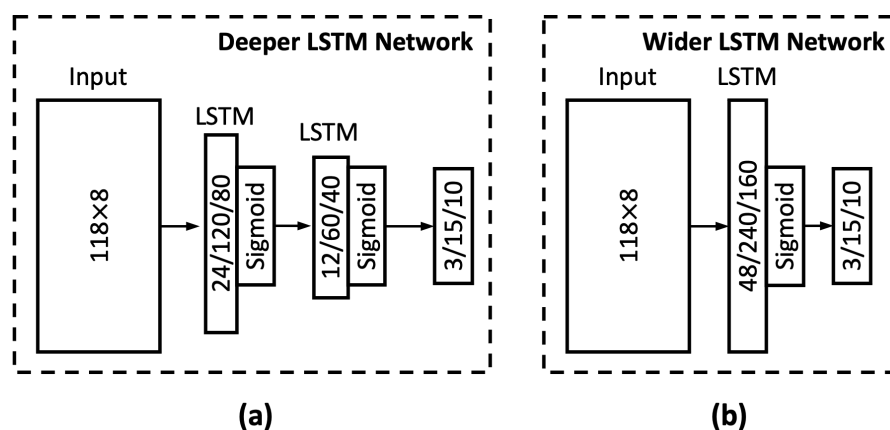 Deeper LSTM Network
Input
LSTM
LSTM
118×8
24/120/80
Sigmoid
12/60/40
Sigmoid
3/15/10
(a)
Wider LSTM Network
Input
LSTM
118×8
48/240/160
Sigmoid
3/15/10
(b)